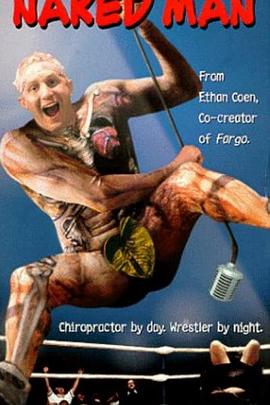 NAKED MAN
From
Ethan Coen,
Co-creator
of Fargo.
Chiropractor by day. Wrestler by night.